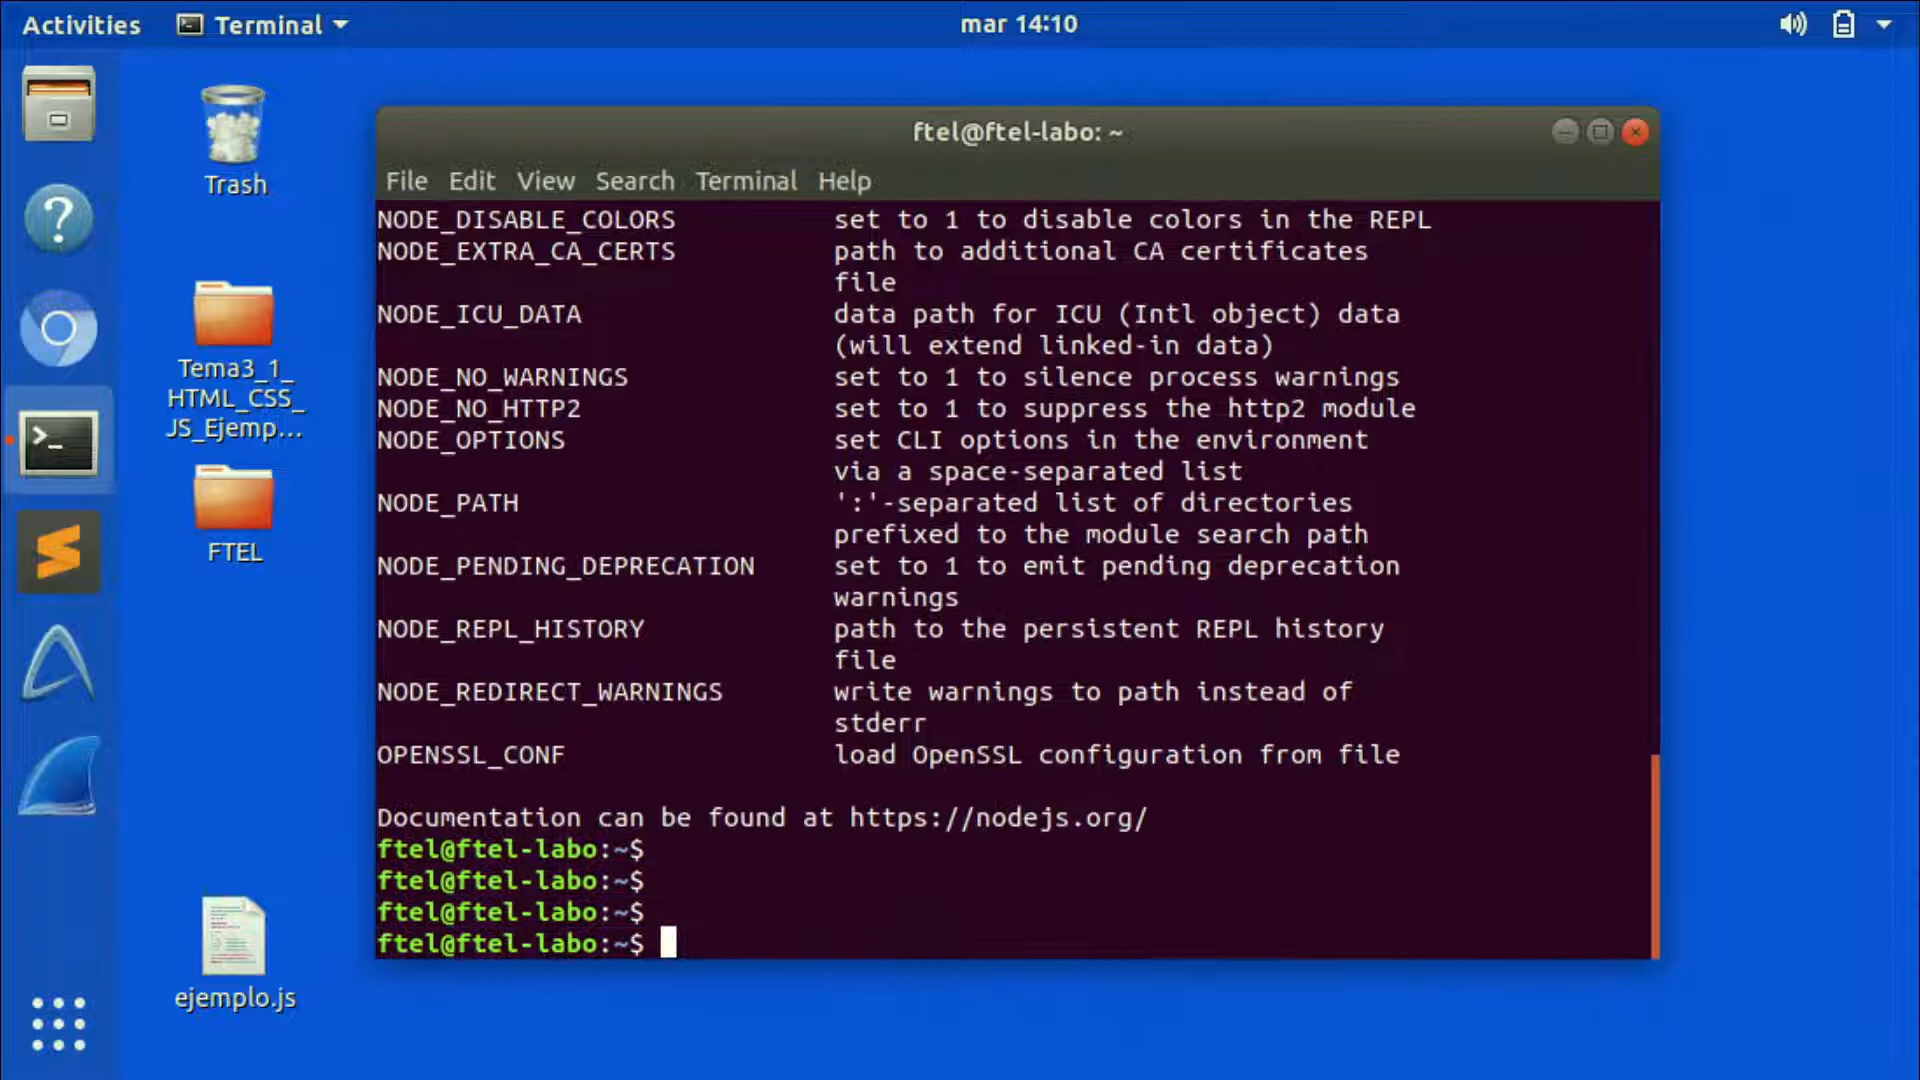 Activities Terminal mar 14:10
Trash
Tema3_1_
HTML_CSS_
JS_Ejemp...
FTEL
ejemplo.js
ftel@ftel-labo: ~
File Edit View Search Terminal Help
NODE_DISABLE_COLORS set to 1 to disable colors in the REPL
NODE_EXTRA_CA_CERTS path to additional CA certificates
file
NODE_ICU_DATA data path for ICU (Intl object) data
(will extend linked-in data)
NODE_NO_WARNINGS set to 1 to silence process warnings
NODE_NO_HTTP2 set to 1 to suppress the http2 module
NODE_OPTIONS set CLI options in the environment
via a space-separated list
NODE_PATH ':'-separated list of directories
prefixed to the module search path
NODE_PENDING_DEPRECATION set to 1 to emit pending deprecation
warnings
NODE_REPL_HISTORY path to the persistent REPL history
file
NODE_REDIRECT_WARNINGS write warnings to path instead of
stderr
OPENSSL_CONF load OpenSSL configuration from file
Documentation can be found at https://nodejs.org/
ftel@ftel-labo:~$
ftel@ftel-labo:~$
ftel@ftel-labo:~$
ftel@ftel-labo:~$